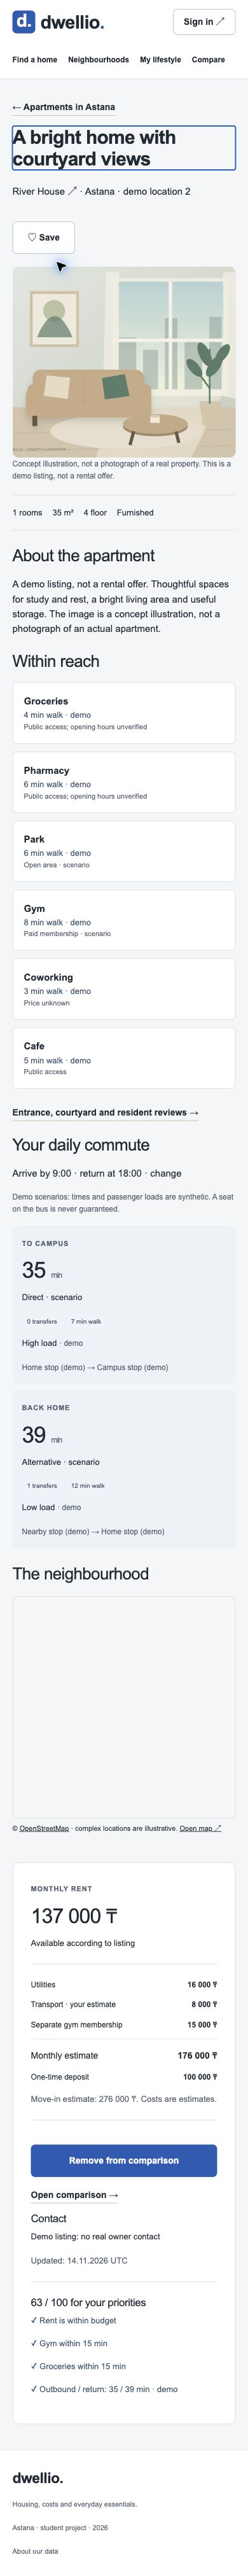 d. dwellio.
Sign in ↗
Find a home Neighbourhoods My lifestyle Compare
← Apartments in Astana
A bright home with
courtyard views
River House ↗ · Astana · demo location 2
♡ Save
Concept illustration, not a photograph of a real property. This is a
demo listing, not a rental offer.
1 rooms 35 m² 4 floor Furnished
About the apartment
A demo listing, not a rental offer. Thoughtful spaces
for study and rest, a bright living area and useful
storage. The image is a concept illustration, not a
photograph of an actual apartment.
Within reach
Groceries
4 min walk · demo
Public access; opening hours unverified
Pharmacy
6 min walk · demo
Public access; opening hours unverified
Park
6 min walk · demo
Open area · scenario
Gym
8 min walk · demo
Paid membership · scenario
Coworking
3 min walk · demo
Price unknown
Cafe
5 min walk · demo
Public access
Entrance, courtyard and resident reviews →
Your daily commute
Arrive by 9:00 · return at 18:00 · change
Demo scenarios: times and passenger loads are synthetic. A seat
on the bus is never guaranteed.
TO CAMPUS
35 min
Direct · scenario
0 transfers 7 min walk
High load · demo
Home stop (demo) → Campus stop (demo)
BACK HOME
39 min
Alternative · scenario
1 transfers 12 min walk
Low load · demo
Nearby stop (demo) → Home stop (demo)
The neighbourhood
© OpenStreetMap · complex locations are illustrative. Open map ↗
MONTHLY RENT
137 000 ₸
Available according to listing
Utilities 16 000 ₸
Transport · your estimate 8 000 ₸
Separate gym membership 15 000 ₸
Monthly estimate 176 000 ₸
One-time deposit 100 000 ₸
Move-in estimate: 276 000 ₸. Costs are estimates.
Remove from comparison
Open comparison →
Contact
Demo listing: no real owner contact
Updated: 14.11.2026 UTC
63 / 100 for your priorities
✓ Rent is within budget
✓ Gym within 15 min
✓ Groceries within 15 min
✓ Outbound / return: 35 / 39 min · demo
dwellio.
Housing, costs and everyday essentials.
Astana · student project · 2026
About our data